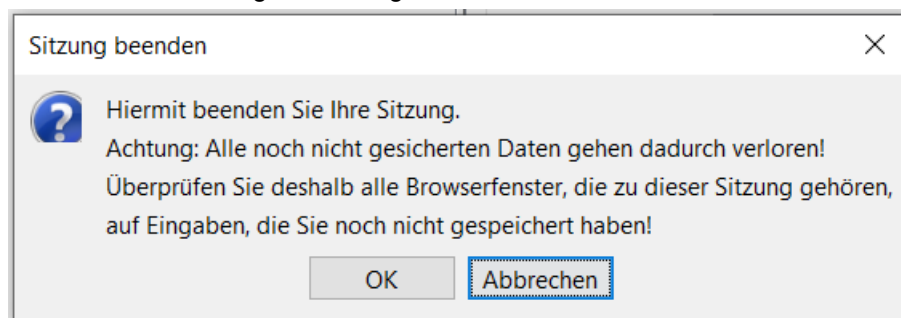 Sitzung beenden
Hiermit beenden Sie Ihre Sitzung.
Achtung: Alle noch nicht gesicherten Daten gehen dadurch verloren!
Überprüfen Sie deshalb alle Browserfenster, die zu dieser Sitzung gehören,
auf Eingaben, die Sie noch nicht gespeichert haben!
OK Abbrechen